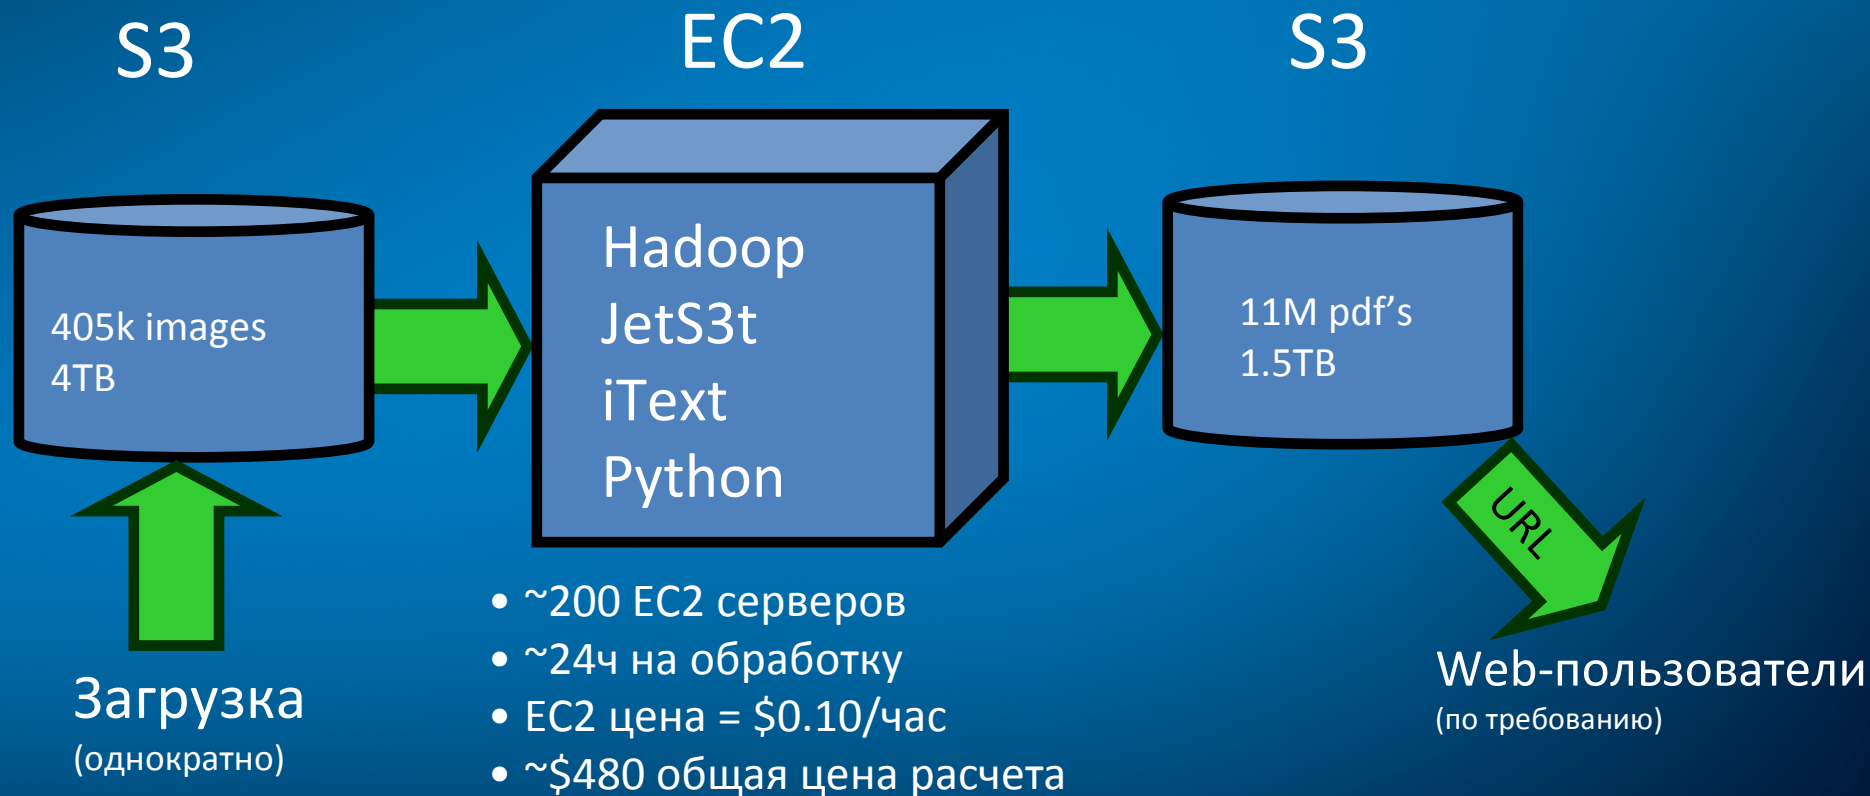 S3
EC2
S3
405k images
4TB
Hadoop
JetS3t
iText
Python
11M pdf’s
1.5TB
URL
Загрузка
(однократно)
• ~200 EC2 серверов
• ~24ч на обработку
• EC2 цена = $0.10/час
• ~$480 общая цена расчета
Web-пользователи
(по требованию)